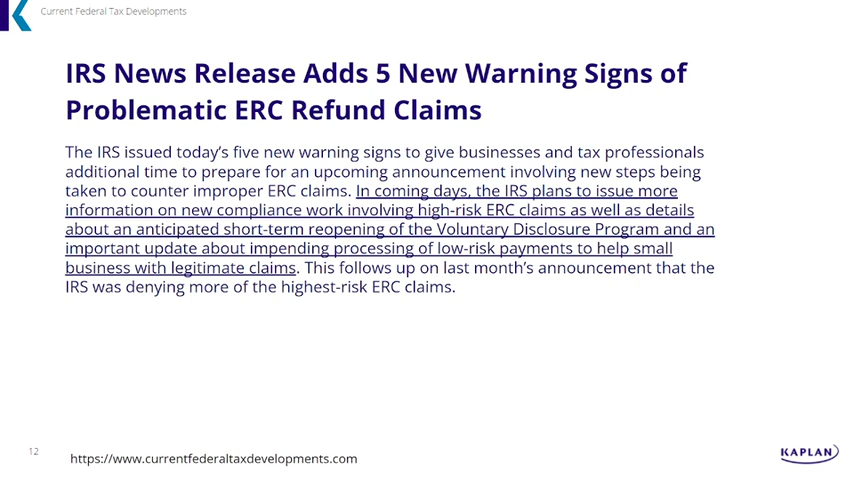 Current Federal Tax Developments
IRS News Release Adds 5 New Warning Signs of
Problematic ERC Refund Claims
The IRS issued today's five new warning signs to give businesses and tax professionals
additional time to prepare for an upcoming announcement involving new steps being
taken to counter improper ERC claims. In coming days, the IRS plans to issue more
information on new compliance work involving high-risk ERC claims as well as details
about an anticipated short-term reopening of the Voluntary Disclosure Program and an
important update about impending processing of low-risk payments to help small
business with legitimate claims. This follows up on last month's announcement that the
IRS was denying more of the highest-risk ERC claims.
12
https://www.currentfederaltaxdevelopments.com
KAPLAN